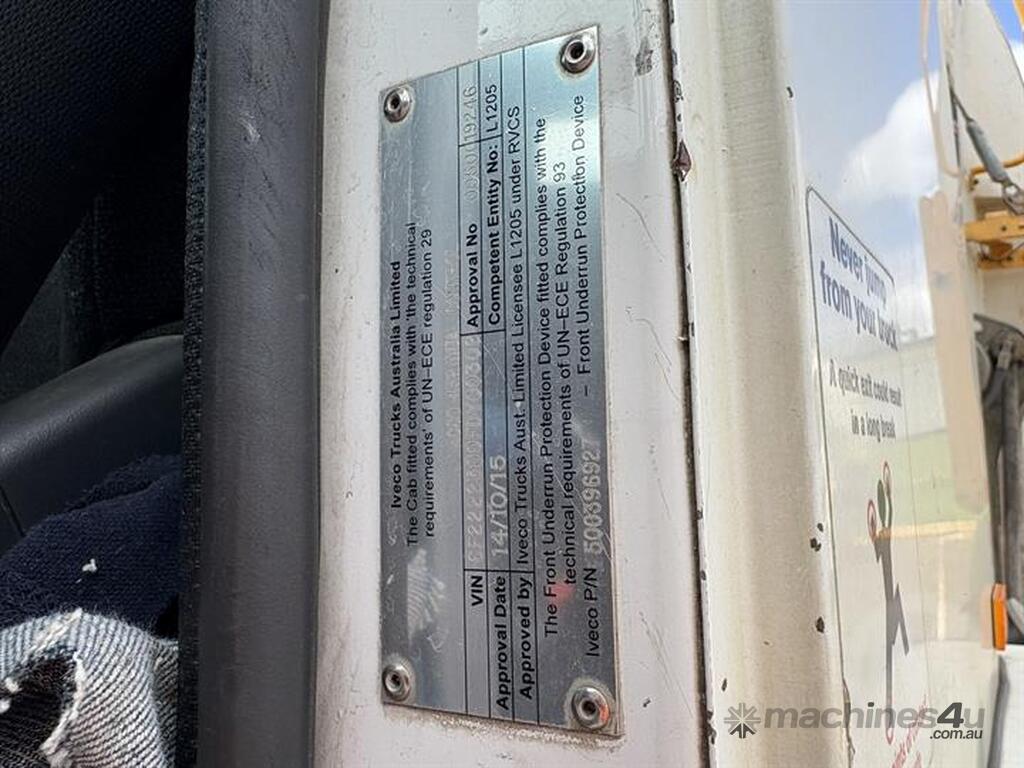 Iveco Trucks Australia Limited
The Cab fitted complies with the technical
requirements of UN-ECE regulation 29
VIN Approval No 19246
Approval Date 14/10/15 Competent Entity No: L1205
Approved by Iveco Trucks Aust. Limited Licensee L1205 under RVCS
The Front Underrun Protection Device fitted complies with the
technical requirements of UN-ECE Regulation 93
Iveco P/N 500396927 - Front Underrun Protection Device
Never jump
from your truck
A quick exit could result
in a long break
machines4u
.com.au